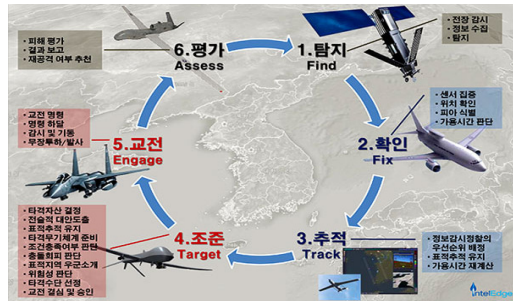 1.탐지
Find
• 전장 감시
• 정보 수집
• 탐지
2.확인
Fix
• 센서 집중
• 위치 확인
• 피아 식별
• 가용시간 판단
3.추적
Track
• 정보감시정찰의
우선순위 배정
• 표적추적 유지
• 가용시간 재계산
4.조준
Target
• 타격자산 결정
• 전술적 대안도출
• 표적추적 유지
• 타격무기체계 준비
• 조건충족여부 판단
• 충돌회피 판단
• 표적지역 우군소개
• 위험성 판단
• 타격수단 선정
• 교전 결심 및 승인
5.교전
Engage
• 교전 명령
• 명령 하달
• 감시 및 기동
• 무장투하/발사
6.평가
Assess
• 피해 평가
• 결과 보고
• 재공격 여부 추천
IntelEdge